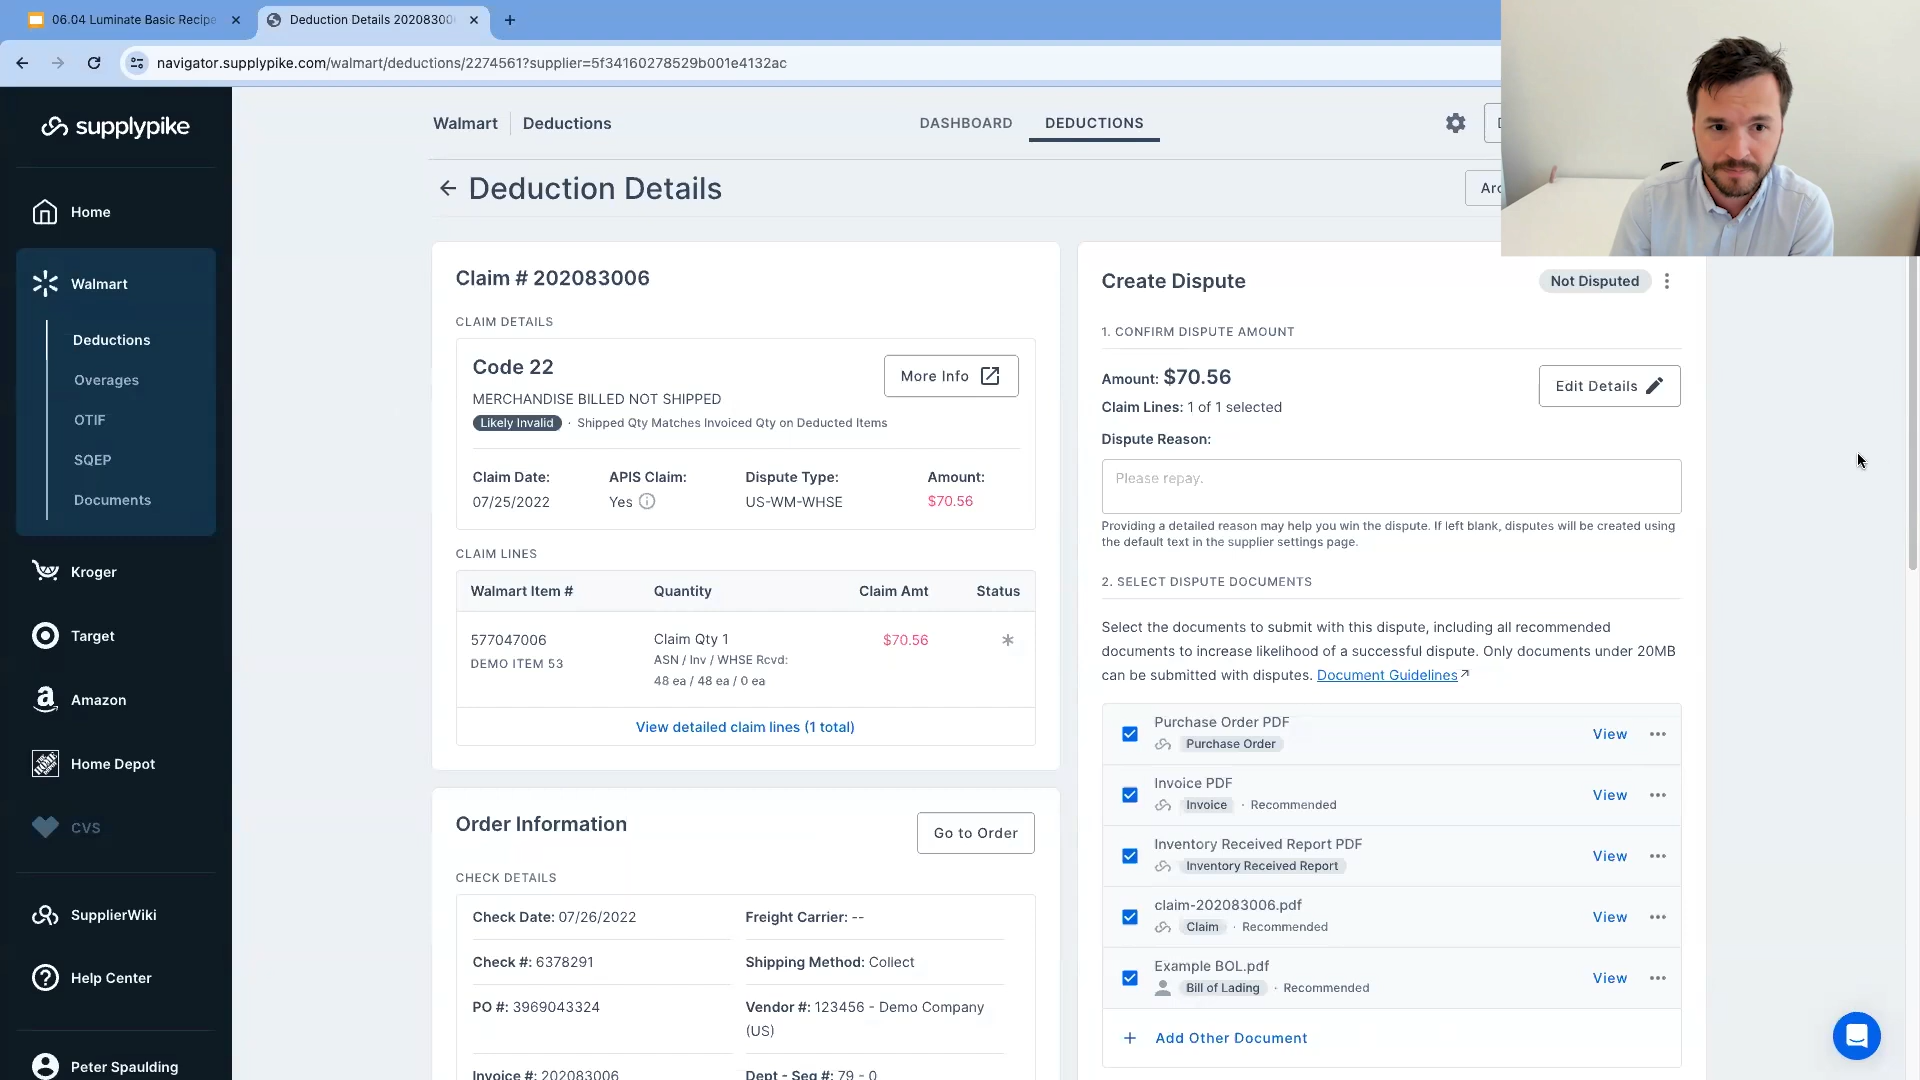 06.04 Luminate Basic Recipe
Deduction Details 202083006
navigator.supplypike.com/walmart/deductions/2274561?supplier=5f34160278529b001e4132ac
supplypike
Home
Walmart
Deductions
Overages
OTIF
SQEP
Documents
Kroger
Target
Amazon
Home Depot
CVS
SupplierWiki
Help Center
Peter Spaulding
Walmart
Deductions
DASHBOARD
DEDUCTIONS
Deduction Details
Claim # 202083006
CLAIM DETAILS
Code 22
More Info
MERCHANDISE BILLED NOT SHIPPED
Likely Invalid · Shipped Qty Matches Invoiced Qty on Deducted Items
Claim Date: APIS Claim: Dispute Type: Amount:
07/25/2022 Yes US-WM-WHSE $70.56
CLAIM LINES
Walmart Item # Quantity Claim Amt Status
577047006 Claim Qty 1 $70.56 *
DEMO ITEM 53 ASN / Inv / WHSE Rcvd:
48 ea / 48 ea / 0 ea
View detailed claim lines (1 total)
Order Information
Go to Order
CHECK DETAILS
Check Date: 07/26/2022 Freight Carrier: --
Check #: 6378291 Shipping Method: Collect
PO #: 3969043324 Vendor #: 123456 - Demo Company
(US)
Invoice #: 202083006 Dept - Seq #: 79 - 0
Create Dispute
Not Disputed
1. CONFIRM DISPUTE AMOUNT
Amount: $70.56
Edit Details
Claim Lines: 1 of 1 selected
Dispute Reason:
Please repay.
Providing a detailed reason may help you win the dispute. If left blank, disputes will be created using
the default text in the supplier settings page.
2. SELECT DISPUTE DOCUMENTS
Select the documents to submit with this dispute, including all recommended
documents to increase likelihood of a successful dispute. Only documents under 20MB
can be submitted with disputes. Document Guidelines
Purchase Order PDF
Purchase Order
View
Invoice PDF
Invoice · Recommended
View
Inventory Received Report PDF
Inventory Received Report
View
claim-202083006.pdf
Claim · Recommended
View
Example BOL.pdf
Bill of Lading · Recommended
View
+ Add Other Document